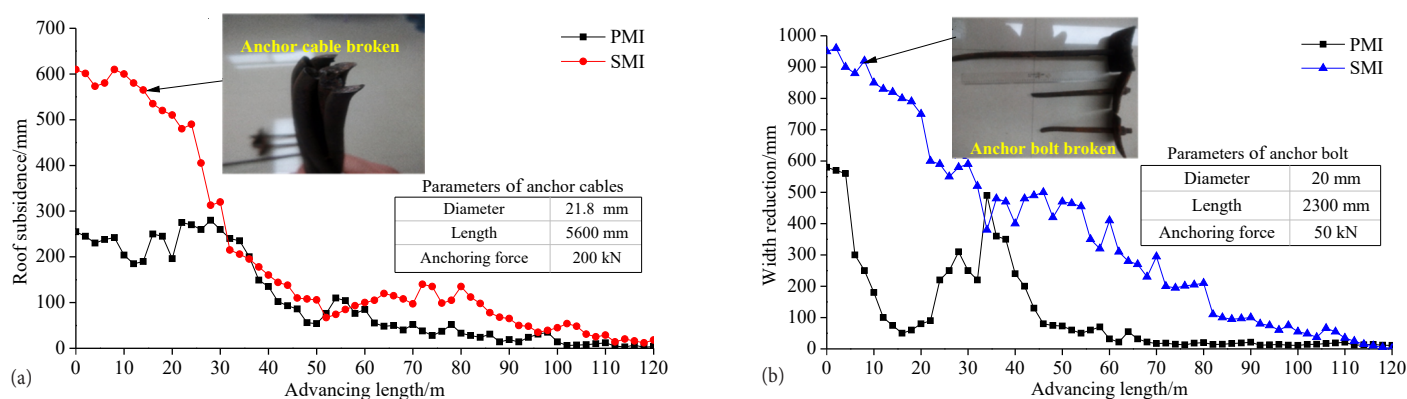 Anchor cable broken
PMI
SMI
700
600
500
400
300
200
100
0
Roof subsidence/mm
Parameters of anchor cables
Diameter 21.8 mm
Length 5600 mm
Anchoring force 200 kN
0 10 20 30 40 50 60 70 80 90 100 110 120
Advancing length/m
(a)
PMI
SMI
1000
900
800
700
600
500
400
300
200
100
0
Width reduction/mm
Anchor bolt broken
Parameters of anchor bolt
Diameter 20 mm
Length 2300 mm
Anchoring force 50 kN
0 10 20 30 40 50 60 70 80 90 100 110 120
Advancing length/m
(b)